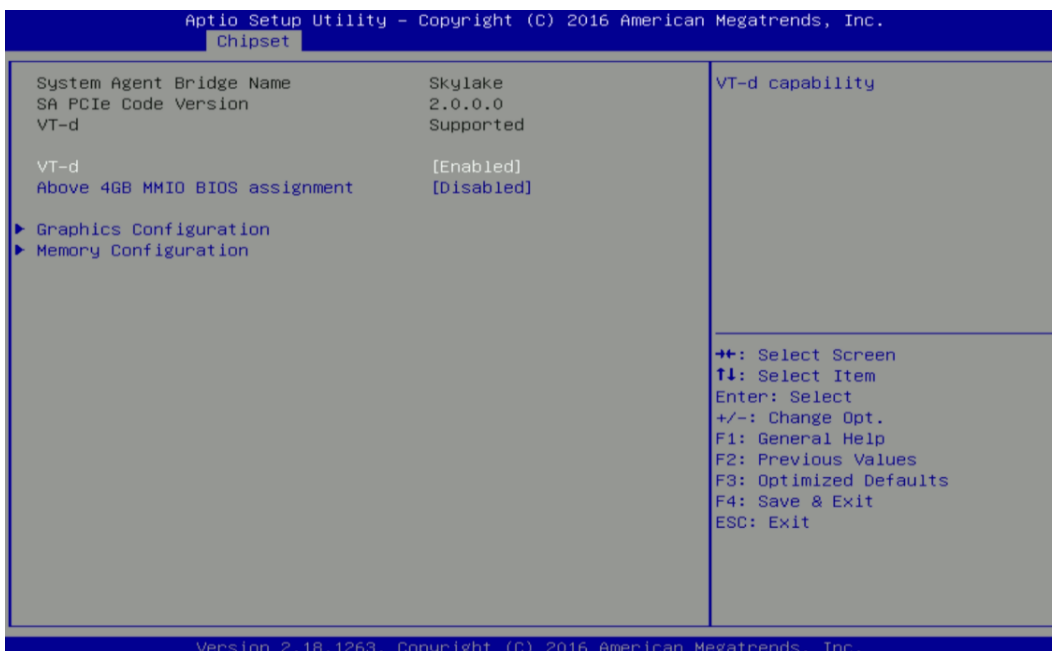 Aptio Setup Utility – Copyright (C) 2016 American Megatrends, Inc.
Chipset
System Agent Bridge Name Skylake
SA PCIe Code Version 2.0.0.0
VT-d Supported
VT-d [Enabled]
Above 4GB MMIO BIOS assignment [Disabled]
Graphics Configuration
Memory Configuration
VT-d capability
→←: Select Screen
↑↓: Select Item
Enter: Select
+/-: Change Opt.
F1: General Help
F2: Previous Values
F3: Optimized Defaults
F4: Save & Exit
ESC: Exit
Version 2.18.1263. Copyright (C) 2016 American Megatrends, Inc.